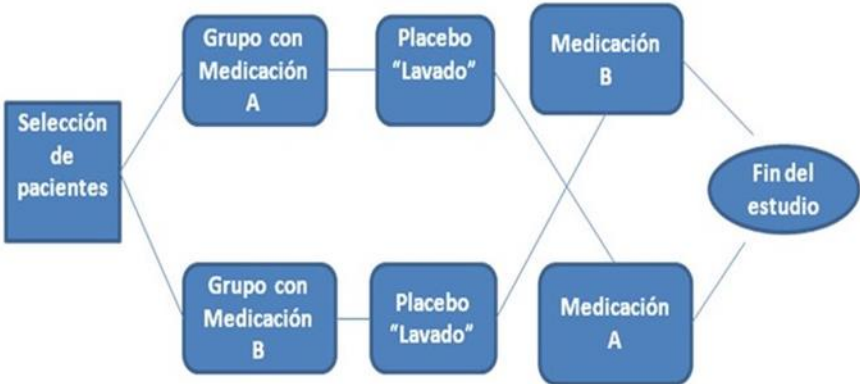 Selección
de
pacientes
Grupo con
Medicación
A
Placebo
“Lavado“
Medicación
B
Grupo con
Medicación
B
Placebo
“Lavado“
Medicación
A
Fin del
estudio